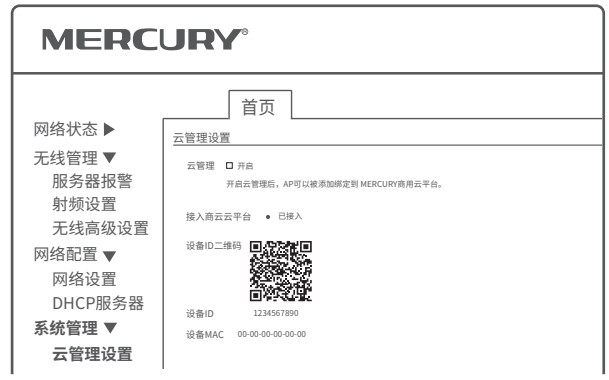 MERCURY®
首页
网络状态 ▶
无线管理 ▼
服务器报警
射频设置
无线高级设置
网络配置 ▼
网络设置
DHCP服务器
系统管理 ▼
云管理设置
云管理设置
云管理 开启
开启云管理后，AP可以被添加绑定到 MERCURY商用云平台。
接入商云云平台 ● 已接入
设备ID二维码
设备ID 1234567890
设备MAC 00-00-00-00-00-00